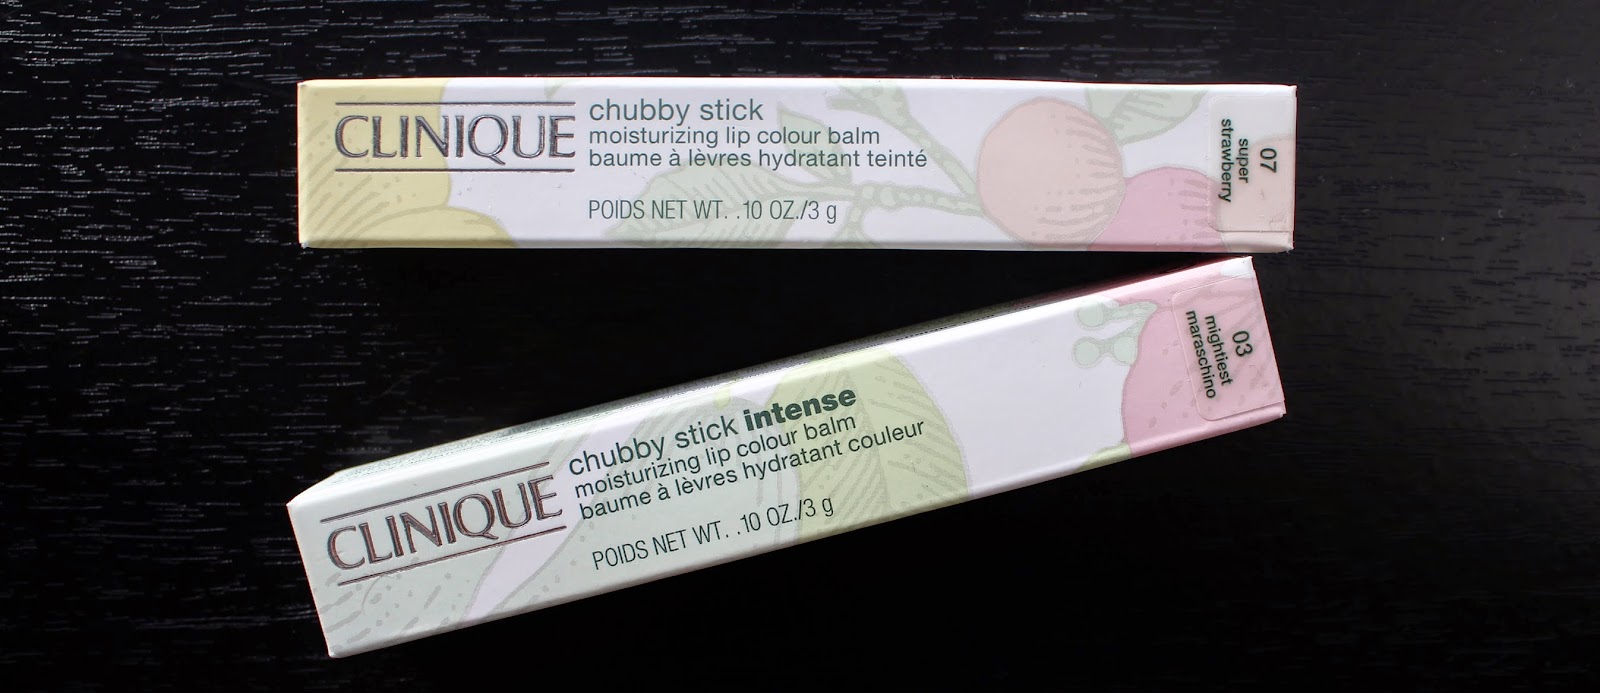 CLINIQUE
chubby stick
moisturizing lip colour balm
baume à lèvres hydratant teinté
POIDS NET WT. .10 OZ./3 g
07
super
strawberry
CLINIQUE
chubby stick intense
moisturizing lip colour balm
baume à lèvres hydratant couleur
POIDS NET WT. .10 OZ./3 g
03
mightiest
maraschino